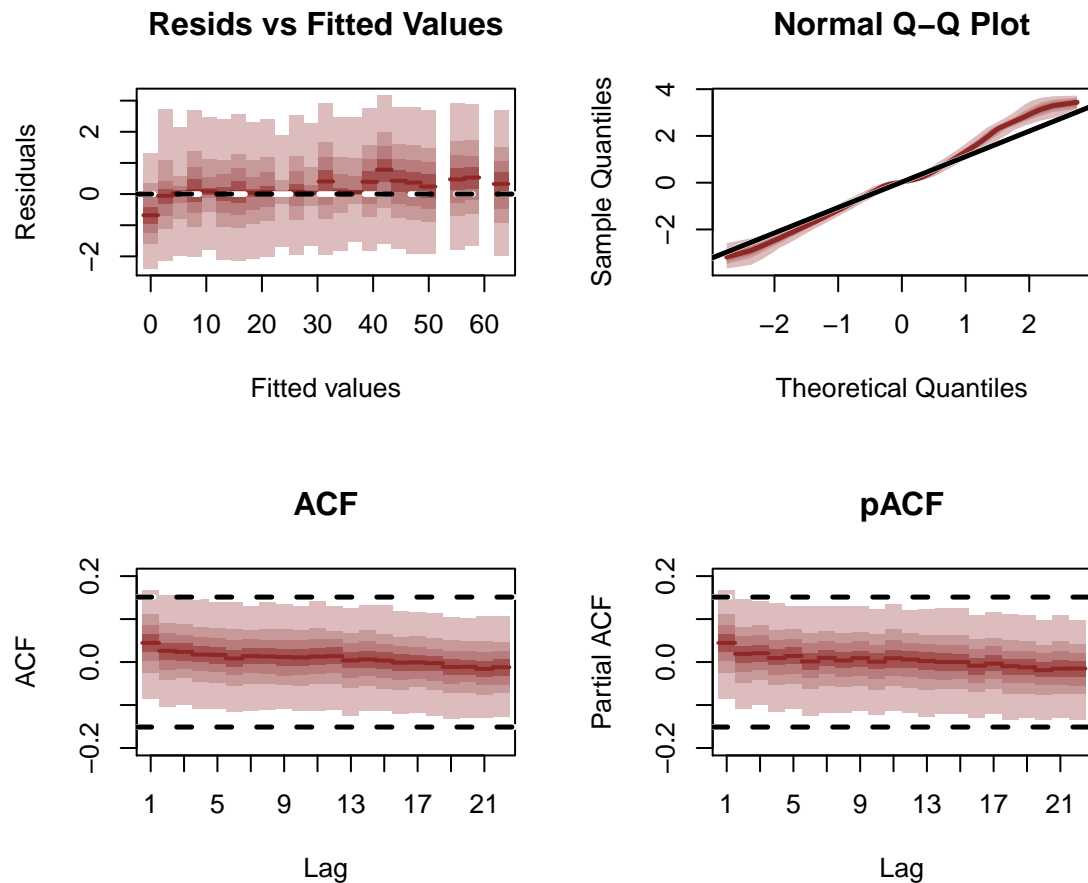 Resids vs Fitted Values
Residuals
2
0
−2
0 10 20 30 40 50 60
Fitted values
Normal Q−Q Plot
Sample Quantiles
4
2
0
−2
−2 −1 0 1 2
Theoretical Quantiles
ACF
ACF
0.2
0.0
−0.2
1 5 9 13 17 21
Lag
pACF
Partial ACF
0.2
0.0
−0.2
1 5 9 13 17 21
Lag